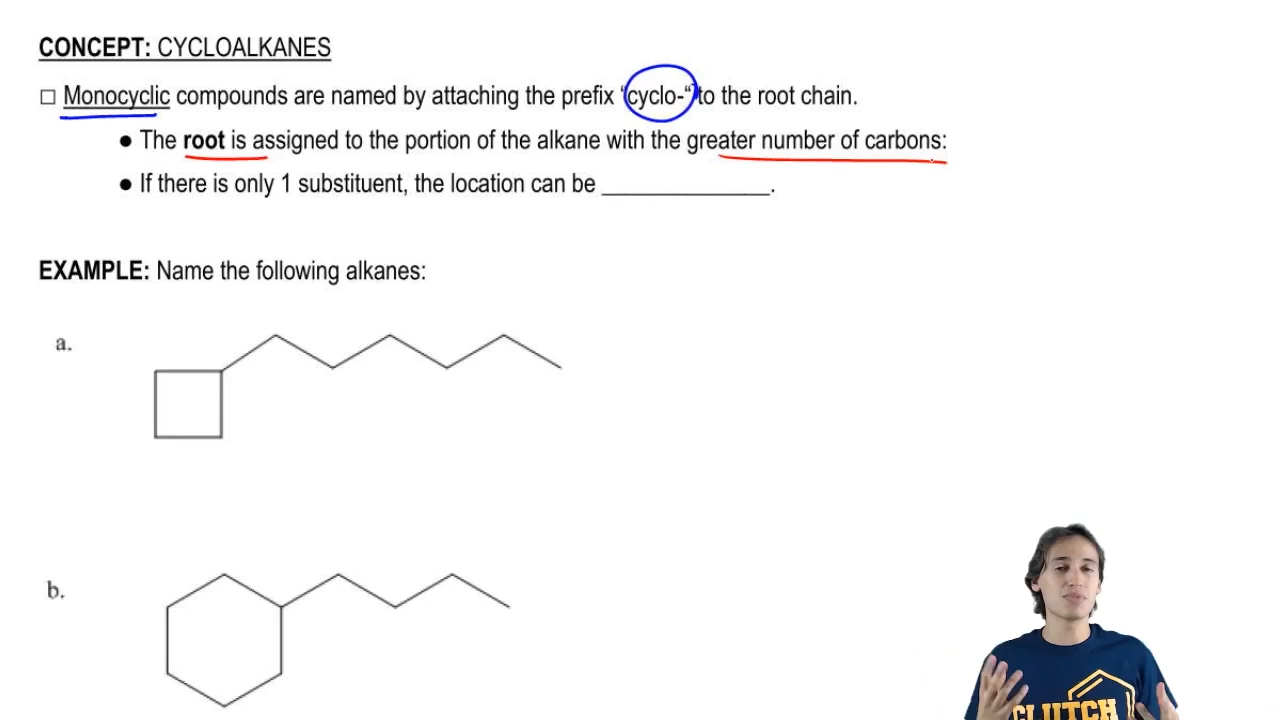 CONCEPT: CYCLOALKANES
□ Monocyclic compounds are named by attaching the prefix “cyclo-“ to the root chain.
● The root is assigned to the portion of the alkane with the greater number of carbons:
● If there is only 1 substituent, the location can be _______________.
EXAMPLE: Name the following alkanes:
a.
b.
CLUTCH